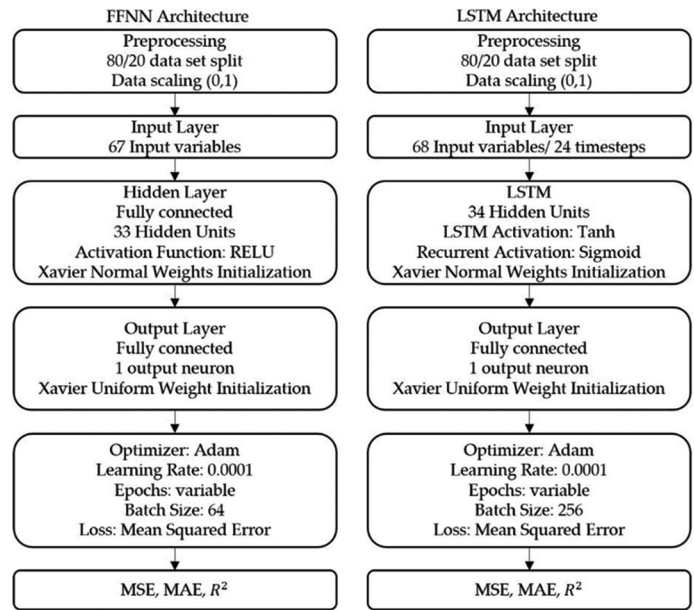 FFNN Architecture
Preprocessing
80/20 data set split
Data scaling (0,1)
Input Layer
67 Input variables
Hidden Layer
Fully connected
33 Hidden Units
Activation Function: RELU
Xavier Normal Weights Initialization
Output Layer
Fully connected
1 output neuron
Xavier Uniform Weight Initialization
Optimizer: Adam
Learning Rate: 0.0001
Epochs: variable
Batch Size: 64
Loss: Mean Squared Error
MSE, MAE, R²
LSTM Architecture
Preprocessing
80/20 data set split
Data scaling (0,1)
Input Layer
68 Input variables/ 24 timesteps
LSTM
34 Hidden Units
LSTM Activation: Tanh
Recurrent Activation: Sigmoid
Xavier Normal Weights Initialization
Output Layer
Fully connected
1 output neuron
Xavier Uniform Weight Initialization
Optimizer: Adam
Learning Rate: 0.0001
Epochs: variable
Batch Size: 256
Loss: Mean Squared Error
MSE, MAE, R²